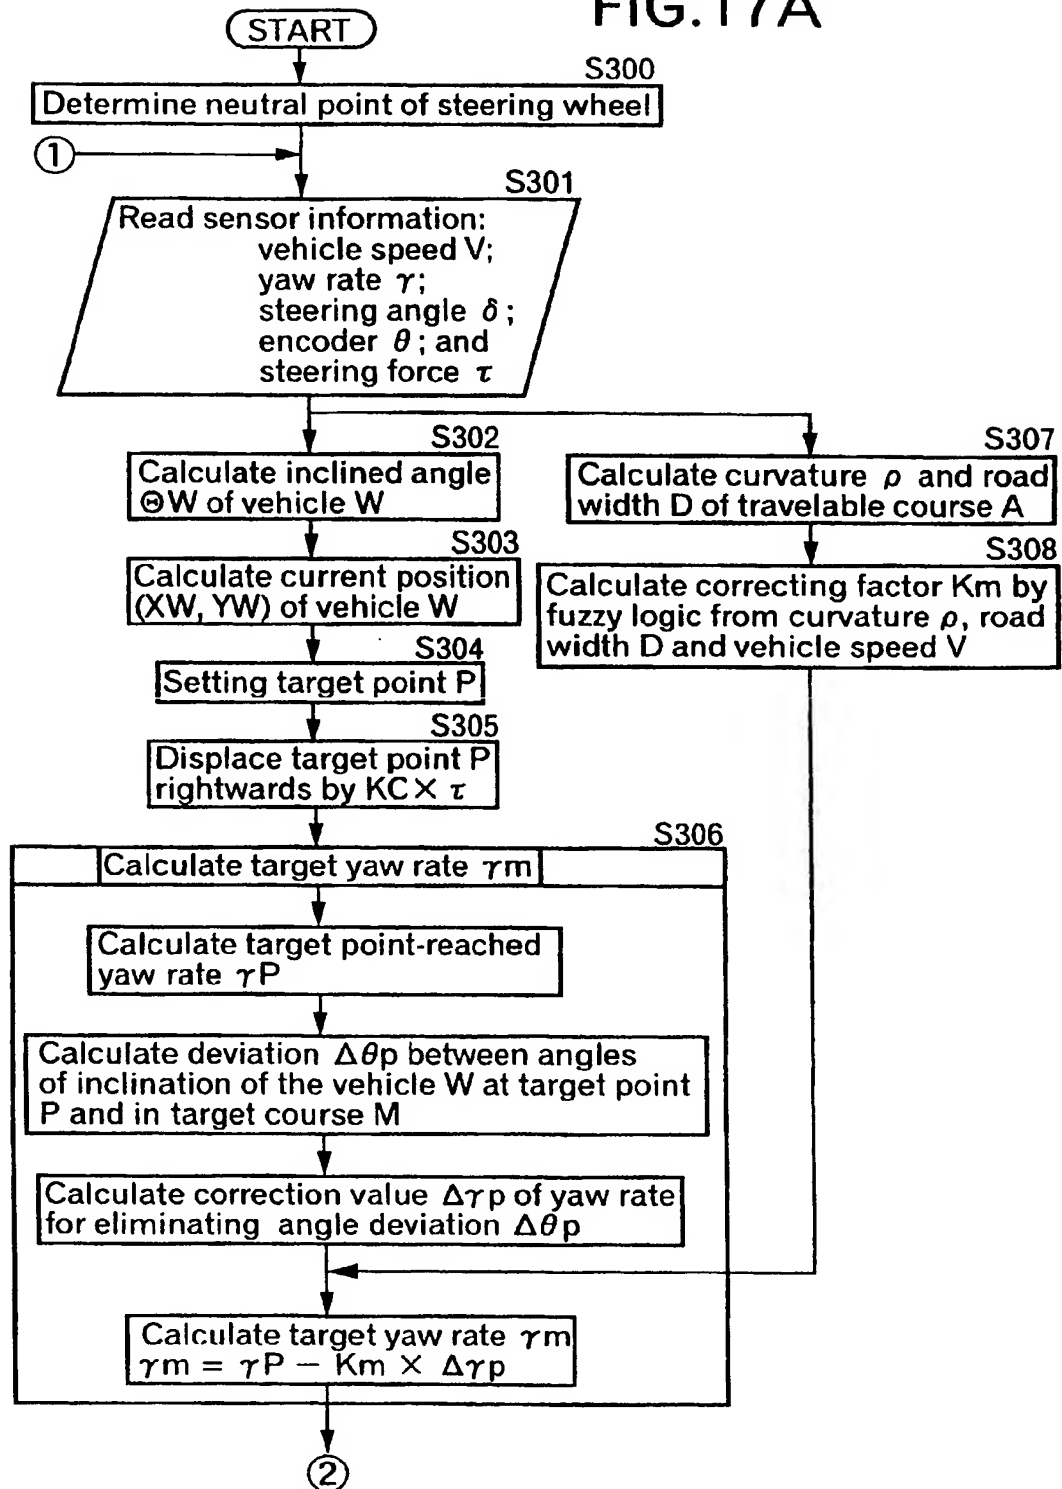 FIG.17A
START
S300
Determine neutral point of steering wheel
①
S301
Read sensor information:
vehicle speed V;
yaw rate γ;
steering angle δ;
encoder θ; and
steering force τ
S302
Calculate inclined angle
ΘW of vehicle W
S303
Calculate current position
(XW, YW) of vehicle W
S304
Setting target point P
S305
Displace target point P
rightwards by KC × τ
S307
Calculate curvature ρ and road
width D of travelable course A
S308
Calculate correcting factor Km by
fuzzy logic from curvature ρ, road
width D and vehicle speed V
S306
Calculate target yaw rate γm
Calculate target point-reached
yaw rate γP
Calculate deviation Δθp between angles
of inclination of the vehicle W at target point
P and in target course M
Calculate correction value Δγp of yaw rate
for eliminating angle deviation Δθp
Calculate target yaw rate γm
γm = γP − Km × Δγp
②